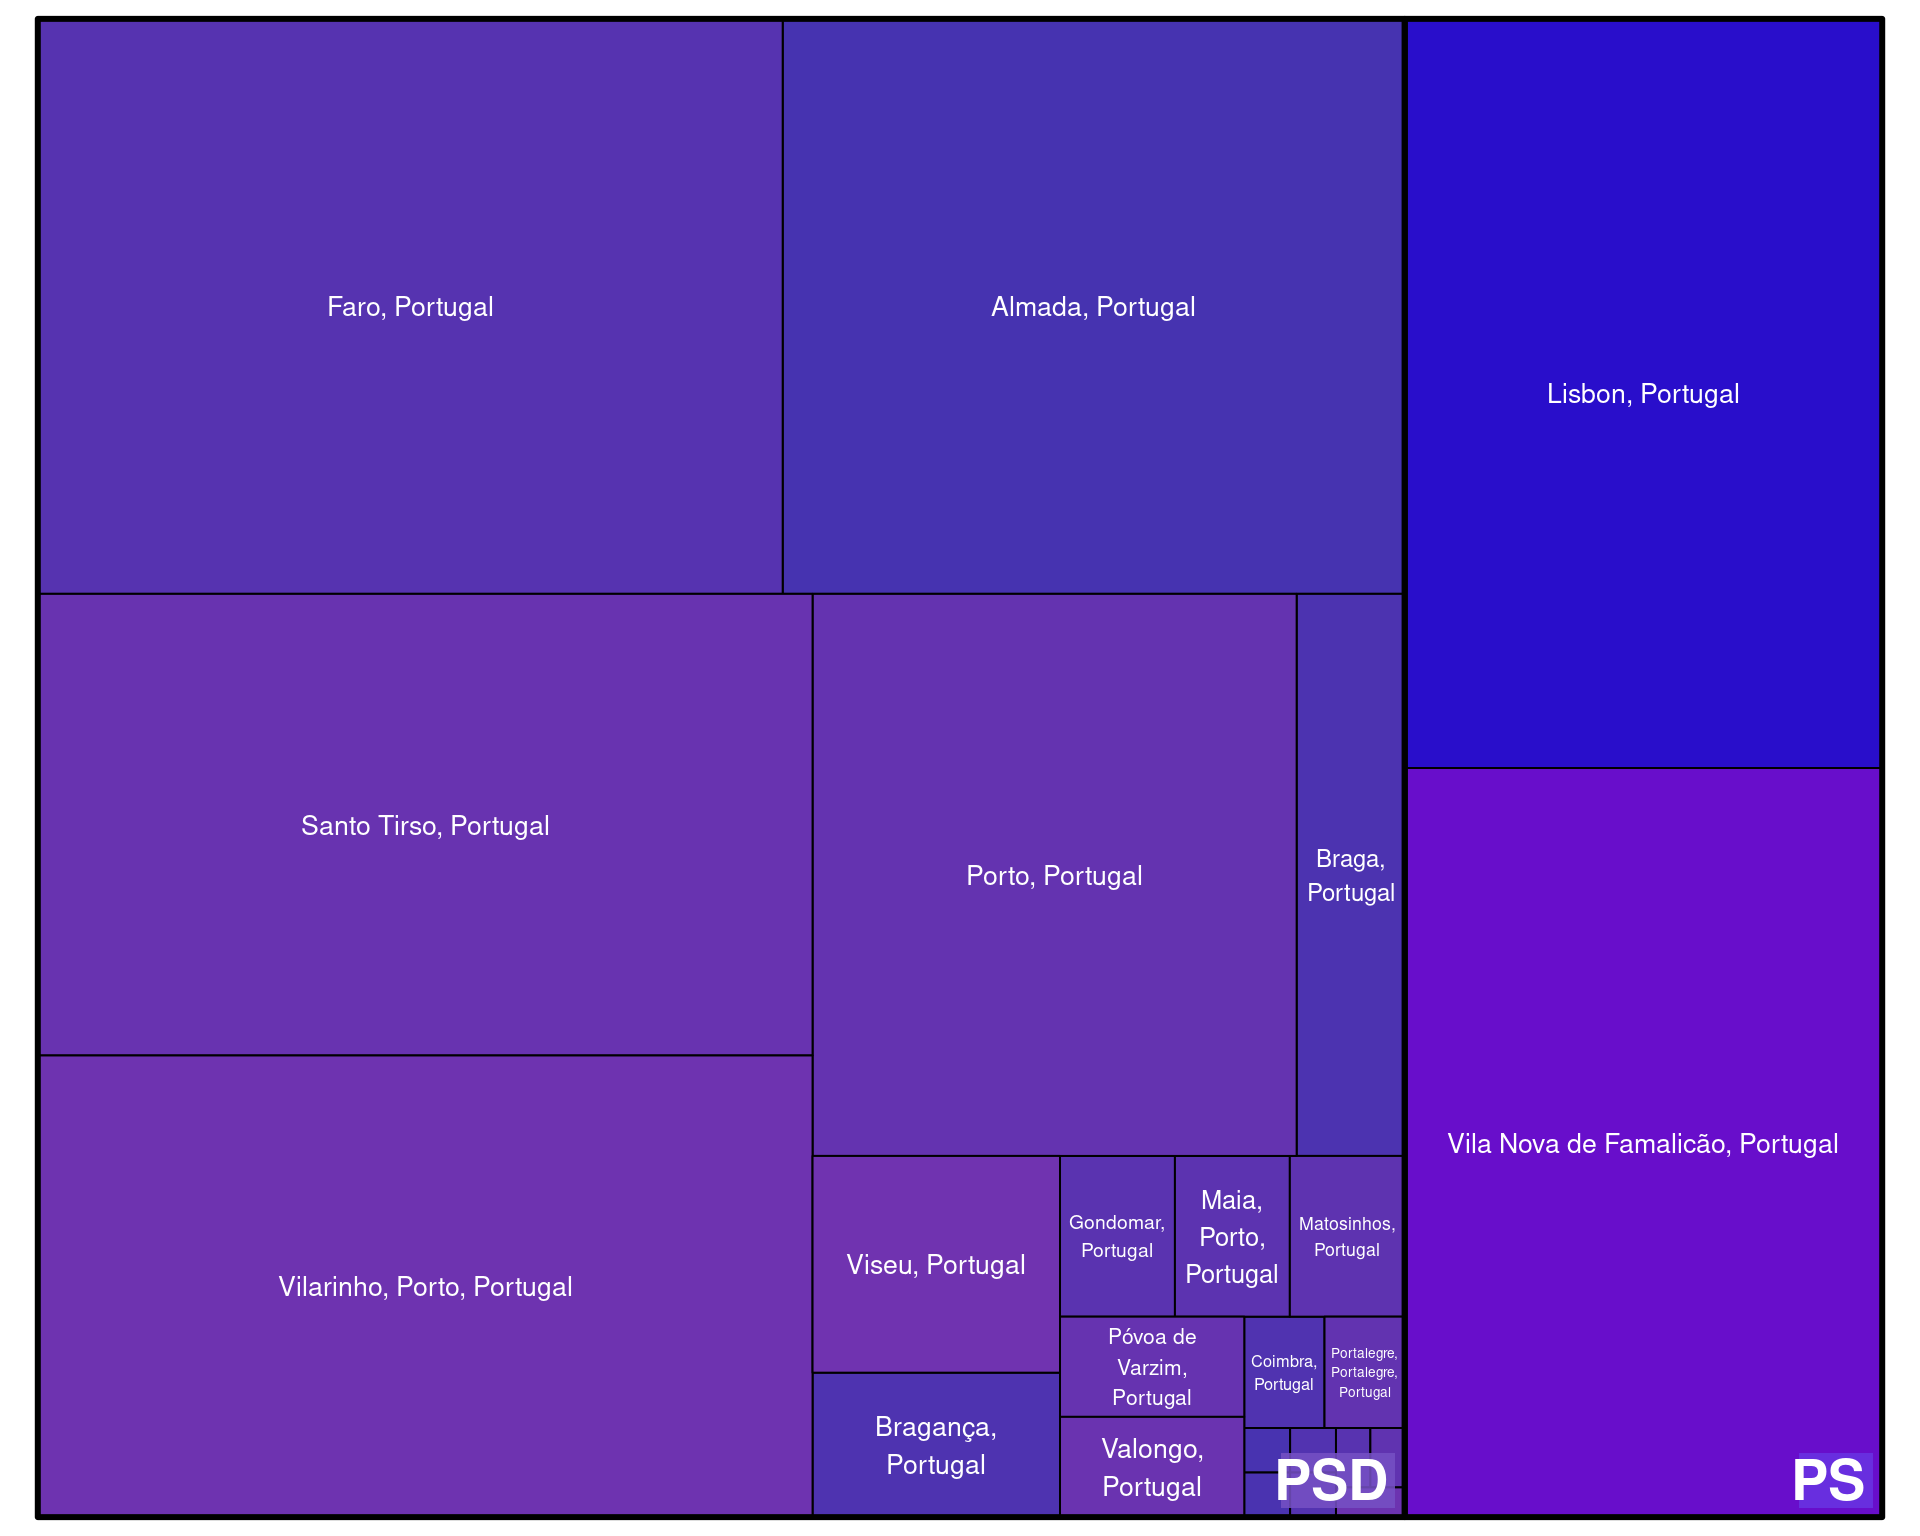 Faro, Portugal
Almada, Portugal
Lisbon, Portugal
Santo Tirso, Portugal
Porto, Portugal
Braga,
Portugal
Vila Nova de Famalicão, Portugal
Vilarinho, Porto, Portugal
Viseu, Portugal
Gondomar,
Portugal
Maia,
Porto,
Portugal
Matosinhos,
Portugal
Póvoa de
Varzim,
Portugal
Coimbra,
Portugal
Portalegre,
Portalegre,
Portugal
Bragança,
Portugal
Valongo,
Portugal
PSD
PS